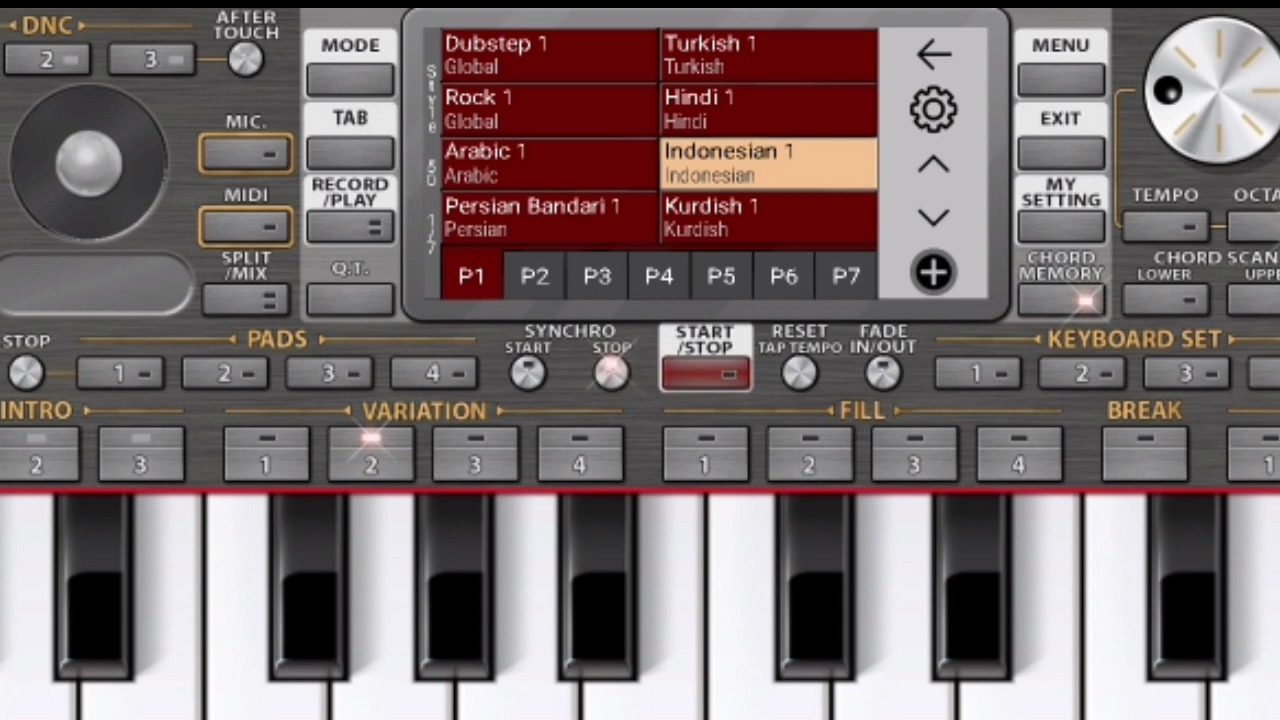 DNC
AFTER
TOUCH
2
3
MODE
MIC.
TAB
MIDI
RECORD
/PLAY
SPLIT
/MIX
Q.T.
Dubstep 1
Global
Turkish 1
Turkish
Rock 1
Global
Hindi 1
Hindi
Arabic 1
Arabic
Indonesian 1
Indonesian
Persian Bandari 1
Persian
Kurdish 1
Kurdish
P1 P2 P3 P4 P5 P6 P7
MENU
EXIT
MY
SETTING
CHORD
MEMORY
TEMPO
OCTA
CHORD SCAN
LOWER
UPPE
STOP
PADS
1 2 3 4
SYNCHRO
START
STOP
START
/STOP
RESET
TAP TEMPO
FADE
IN/OUT
KEYBOARD SET
1 2 3
INTRO
2 3
VARIATION
1 2 3 4
FILL
1 2 3 4
BREAK
1